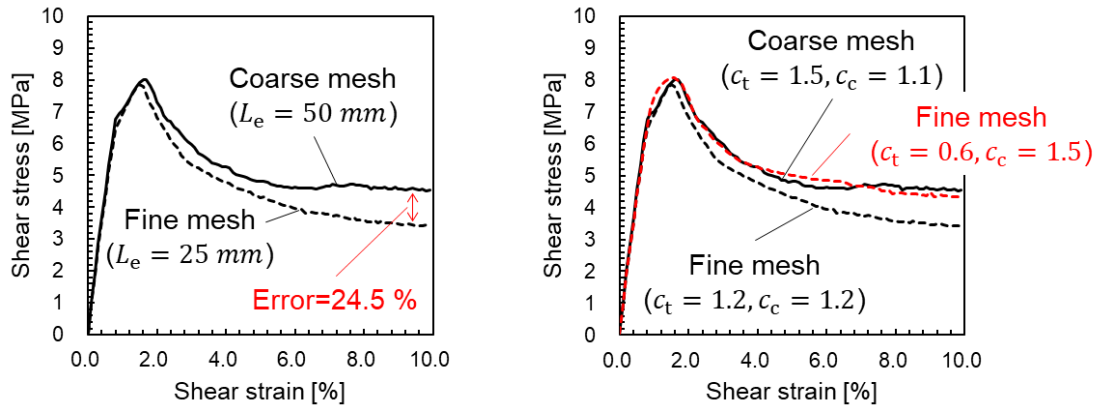 10
9
8
7
6
5
4
3
2
1
0
Shear stress [MPa]
Coarse mesh
(𝐿ₑ = 50 𝑚𝑚)
Fine mesh
(𝐿ₑ = 25 𝑚𝑚)
Error=24.5 %
0.0 2.0 4.0 6.0 8.0 10.0
Shear strain [%]
10
9
8
7
6
5
4
3
2
1
0
Shear stress [MPa]
Coarse mesh
(𝑐ₜ = 1.5, 𝑐_c = 1.1)
Fine mesh
(𝑐ₜ = 0.6, 𝑐_c = 1.5)
Fine mesh
(𝑐ₜ = 1.2, 𝑐_c = 1.2)
0.0 2.0 4.0 6.0 8.0 10.0
Shear strain [%]